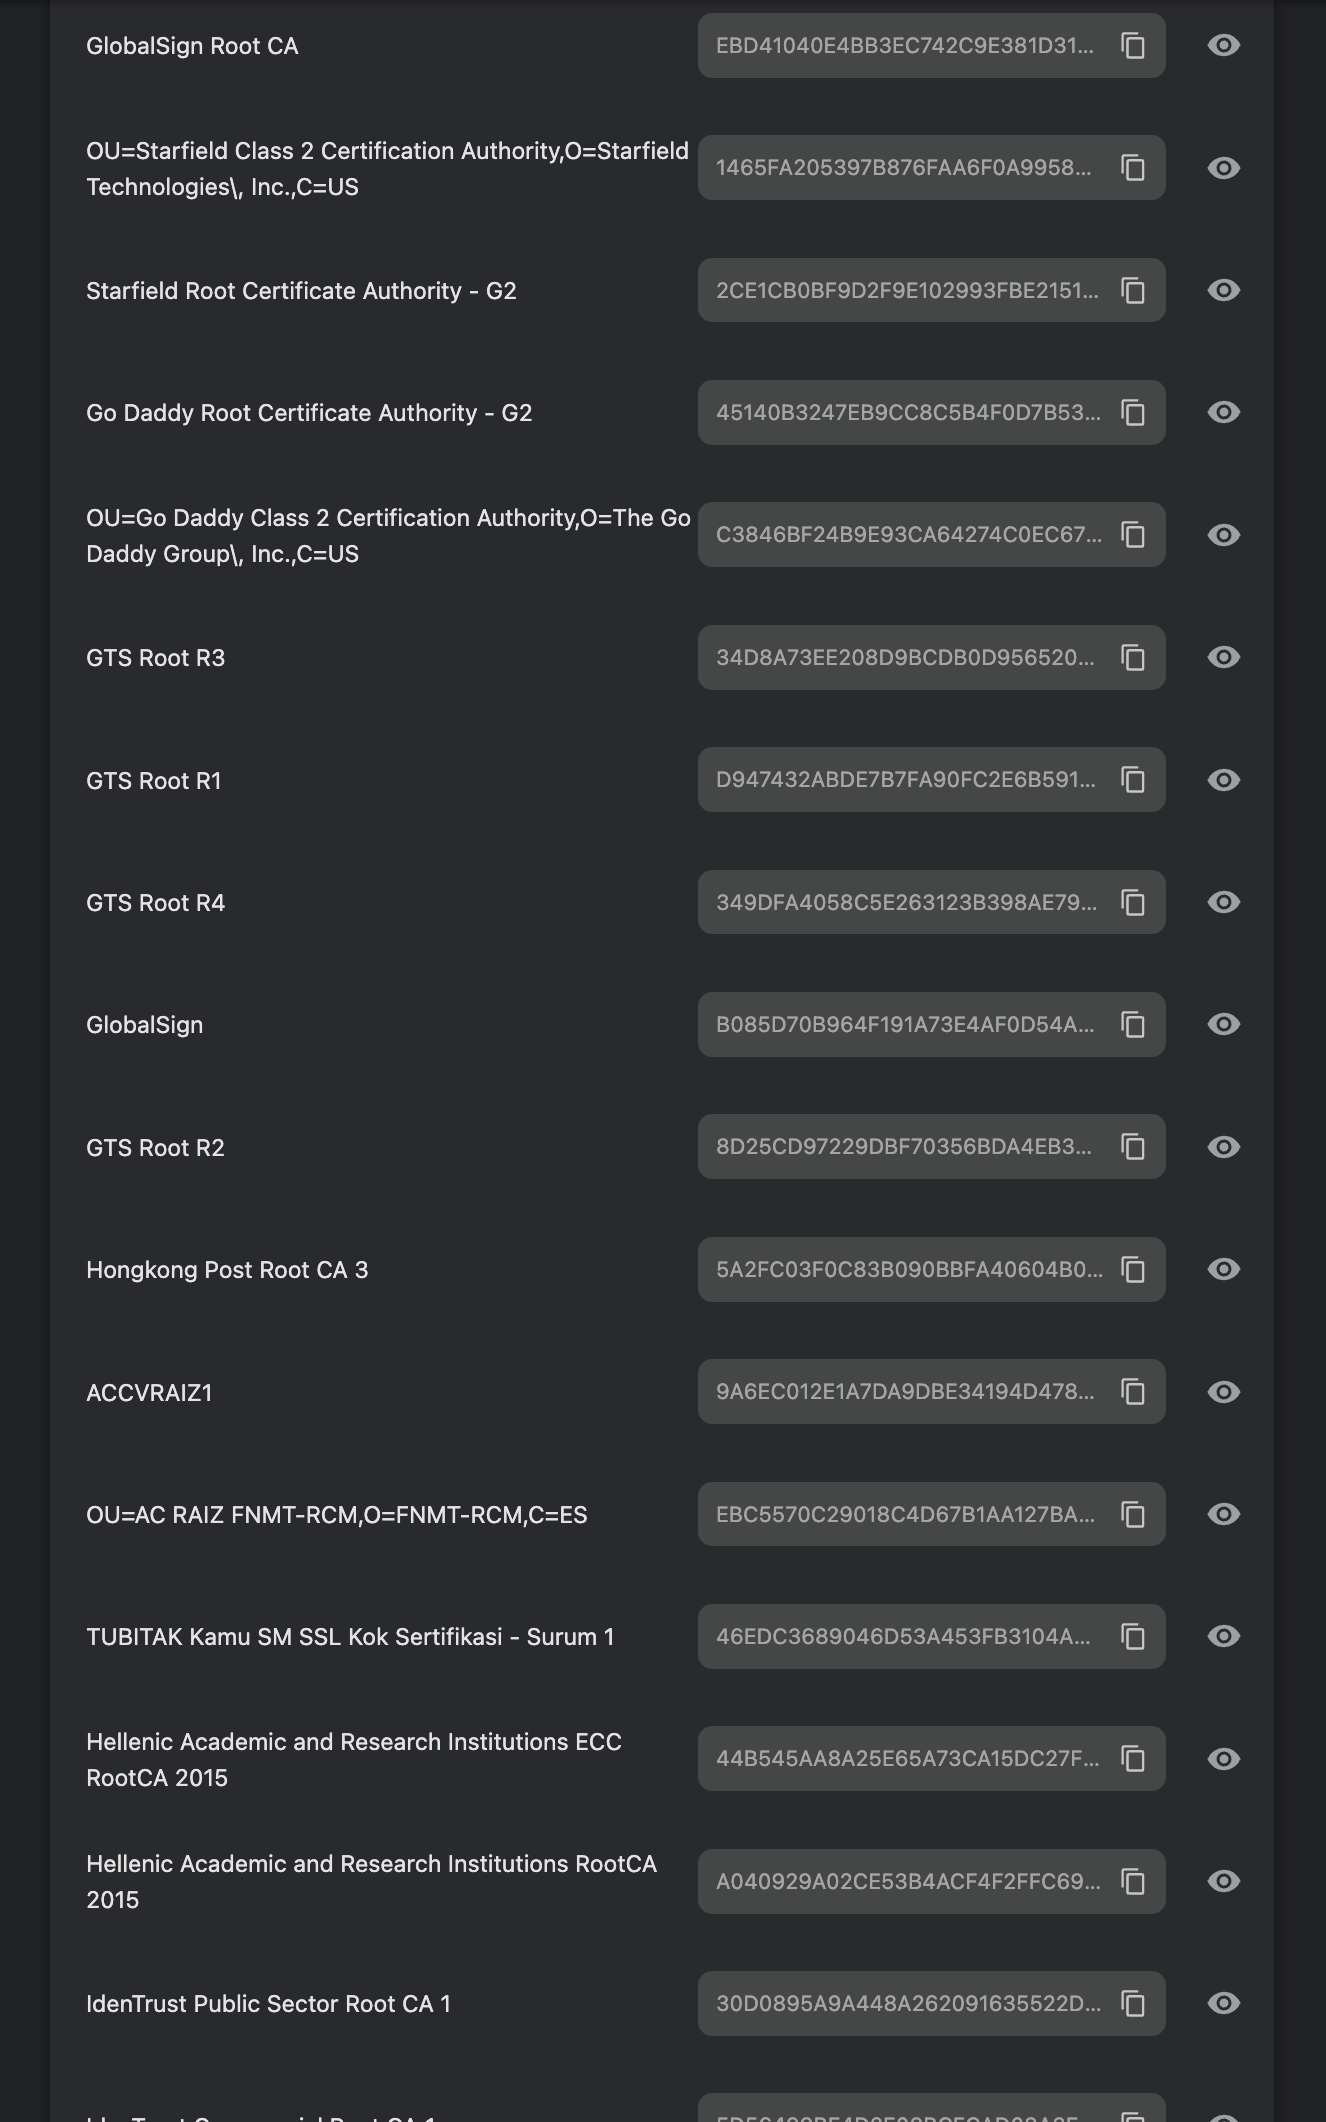 GlobalSign Root CA
EBD41040E4BB3EC742C9E381D31...
OU=Starfield Class 2 Certification Authority,O=Starfield
Technologies\, Inc.,C=US
1465FA205397B876FAA6F0A9958...
Starfield Root Certificate Authority - G2
2CE1CB0BF9D2F9E102993FBE2151...
Go Daddy Root Certificate Authority - G2
45140B3247EB9CC8C5B4F0D7B53...
OU=Go Daddy Class 2 Certification Authority,O=The Go
Daddy Group\, Inc.,C=US
C3846BF24B9E93CA64274C0EC67...
GTS Root R3
34D8A73EE208D9BCDB0D956520...
GTS Root R1
D947432ABDE7B7FA90FC2E6B591...
GTS Root R4
349DFA4058C5E263123B398AE79...
GlobalSign
B085D70B964F191A73E4AF0D54A...
GTS Root R2
8D25CD97229DBF70356BDA4EB3...
Hongkong Post Root CA 3
5A2FC03F0C83B090BBFA40604B0...
ACCVRAIZ1
9A6EC012E1A7DA9DBE34194D478...
OU=AC RAIZ FNMT-RCM,O=FNMT-RCM,C=ES
EBC5570C29018C4D67B1AA127BA...
TUBITAK Kamu SM SSL Kok Sertifikasi - Surum 1
46EDC3689046D53A453FB3104A...
Hellenic Academic and Research Institutions ECC
RootCA 2015
44B545AA8A25E65A73CA15DC27F...
Hellenic Academic and Research Institutions RootCA
2015
A040929A02CE53B4ACF4F2FFC69...
IdenTrust Public Sector Root CA 1
30D0895A9A448A262091635522D...